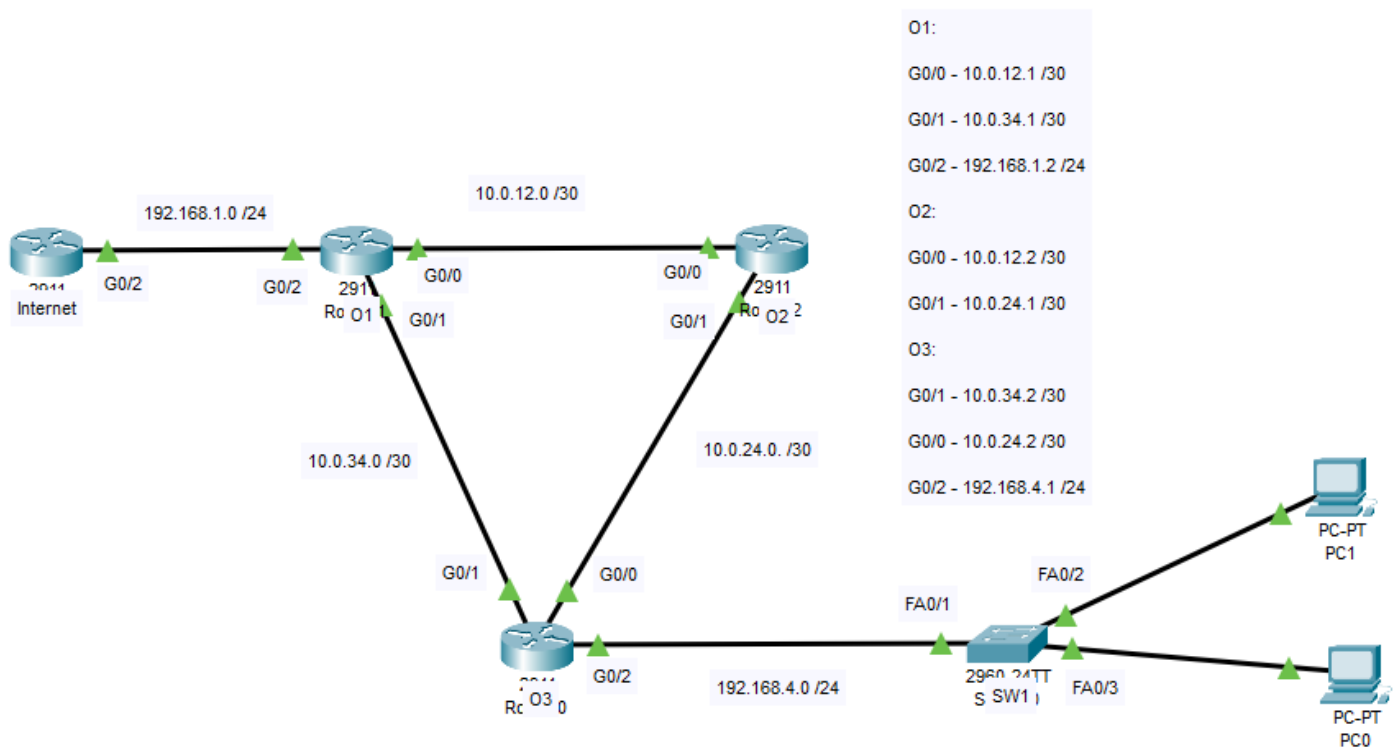 O1:
G0/0 - 10.0.12.1 /30
G0/1 - 10.0.34.1 /30
G0/2 - 192.168.1.2 /24
O2:
G0/0 - 10.0.12.2 /30
G0/1 - 10.0.24.1 /30
O3:
G0/1 - 10.0.34.2 /30
G0/0 - 10.0.24.2 /30
G0/2 - 192.168.4.1 /24
192.168.1.0 /24
10.0.12.0 /30
G0/2
Internet
G0/2
G0/0
O1
G0/1
G0/0
2911
O2
G0/1
10.0.34.0 /30
10.0.24.0. /30
G0/1
G0/0
O3
G0/2
192.168.4.0 /24
FA0/1
FA0/2
SW1
FA0/3
PC-PT
PC1
PC-PT
PC0